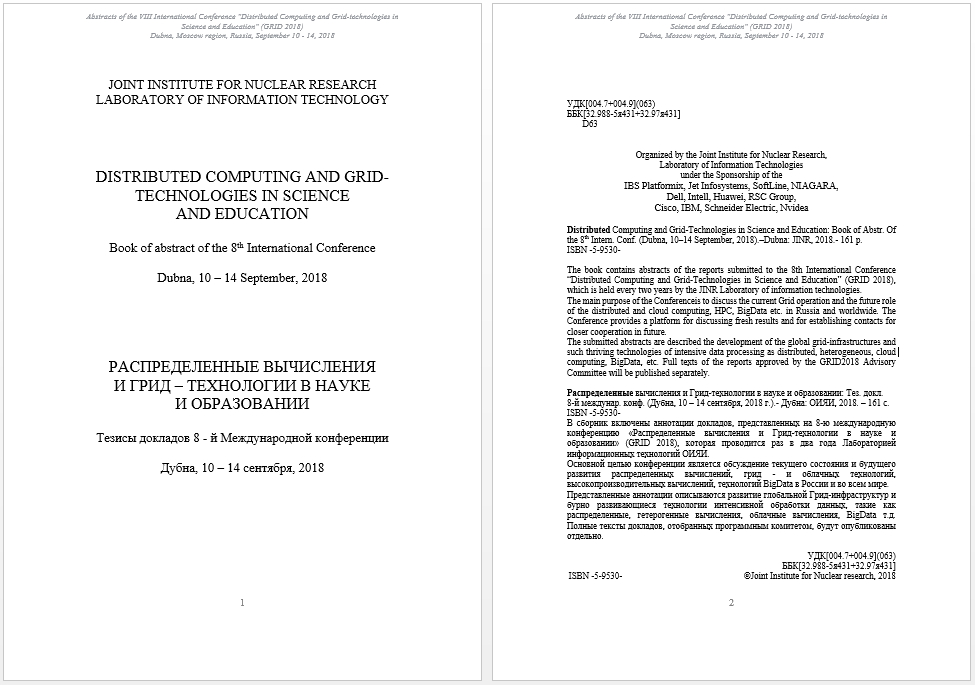 Abstracts of the VIII International Conference "Distributed Computing and Grid-technologies in
Science and Education" (GRID 2018)
Dubna, Moscow region, Russia, September 10 - 14, 2018
JOINT INSTITUTE FOR NUCLEAR RESEARCH
LABORATORY OF INFORMATION TECHNOLOGY
DISTRIBUTED COMPUTING AND GRID-
TECHNOLOGIES IN SCIENCE
AND EDUCATION
Book of abstract of the 8th International Conference
Dubna, 10 – 14 September, 2018
РАСПРЕДЕЛЕННЫЕ ВЫЧИСЛЕНИЯ
И ГРИД – ТЕХНОЛОГИИ В НАУКЕ
И ОБРАЗОВАНИИ
Тезисы докладов 8 - й Международной конференции
Дубна, 10 – 14 сентября, 2018
1
Abstracts of the VIII International Conference "Distributed Computing and Grid-technologies in
Science and Education" (GRID 2018)
Dubna, Moscow region, Russia, September 10 - 14, 2018
УДК[004.7+004.9](063)
ББК[32.988-5я431+32.97я431]
D63
Organized by the Joint Institute for Nuclear Research,
Laboratory of Information Technologies
under the Sponsorship of the
IBS Platformix, Jet Infosystems, SoftLine, NIAGARA,
Dell, Intell, Huawei, RSC Group,
Cisco, IBM, Schneider Electric, Nvidea
Distributed Computing and Grid-Technologies in Science and Education: Book of Abstr. Of
the 8th Intern. Conf. (Dubna, 10–14 September, 2018).–Dubna: JINR, 2018.- 161 p.
ISBN -5-9530-
The book contains abstracts of the reports submitted to the 8th International Conference
“Distributed Computing and Grid-Technologies in Science and Education” (GRID 2018),
which is held every two years by the JINR Laboratory of information technologies.
The main purpose of the Conferenceis to discuss the current Grid operation and the future role
of the distributed and cloud computing, HPC, BigData etc. in Russia and worldwide. The
Conference provides a platform for discussing fresh results and for establishing contacts for
closer cooperation in future.
The submitted abstracts are described the development of the global grid-infrastructures and
such thriving technologies of intensive data processing as distributed, heterogeneous, cloud
computing, BigData, etc. Full texts of the reports approved by the GRID2018 Advisory
Committee will be published separately.
Распределенные вычисления и Грид-технологии в науке и образовании: Тез. докл.
8-й междунар. конф. (Дубна, 10 – 14 сентября, 2018 г.).- Дубна: ОИЯИ, 2018. – 161 с.
ISBN -5-9530-
В сборник включены аннотации докладов, представленных на 8-ю международную
конференцию «Распределенные вычисления и Грид-технологии в науке и
образовании» (GRID 2018), которая проводится раз в два года Лабораторией
информационных технологий ОИЯИ.
Основной целью конференции является обсуждение текущего состояния и будущего
развития распределенных вычислений, грид - и облачных технологий,
высокопроизводительных вычислений, технологий BigData в России и во всем мире.
Представленные аннотации описываются развитие глобальной Грид-инфраструктур и
бурно развивающиеся технологии интенсивной обработки данных, такие как
распределенные, гетерогенные вычисления, облачные вычисления, BigData т.д.
Полные тексты докладов, отобранных программным комитетом, будут опубликованы
отдельно.
УДК[004.7+004.9](063)
ББК[32.988-5я431+32.97я431]
ISBN -5-9530- ©Joint Institute for Nuclear research, 2018
2